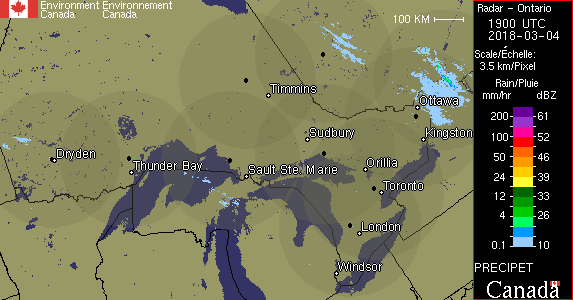 Environment Environnement
Canada Canada
100 KM
Timmins
Ottawa
Sudbury
Kingston
Dryden
Thunder Bay
Sault Ste. Marie
Orillia
Toronto
London
Windsor
Radar - Ontario
1900 UTC
2018-03-04
Scale/Échelle:
3.5 km/Pixel
Rain/Pluie
mm/hr dBZ
200 61
100 52
50 46
24 39
12 33
4 26
0.1 10
PRECIPET
Canada